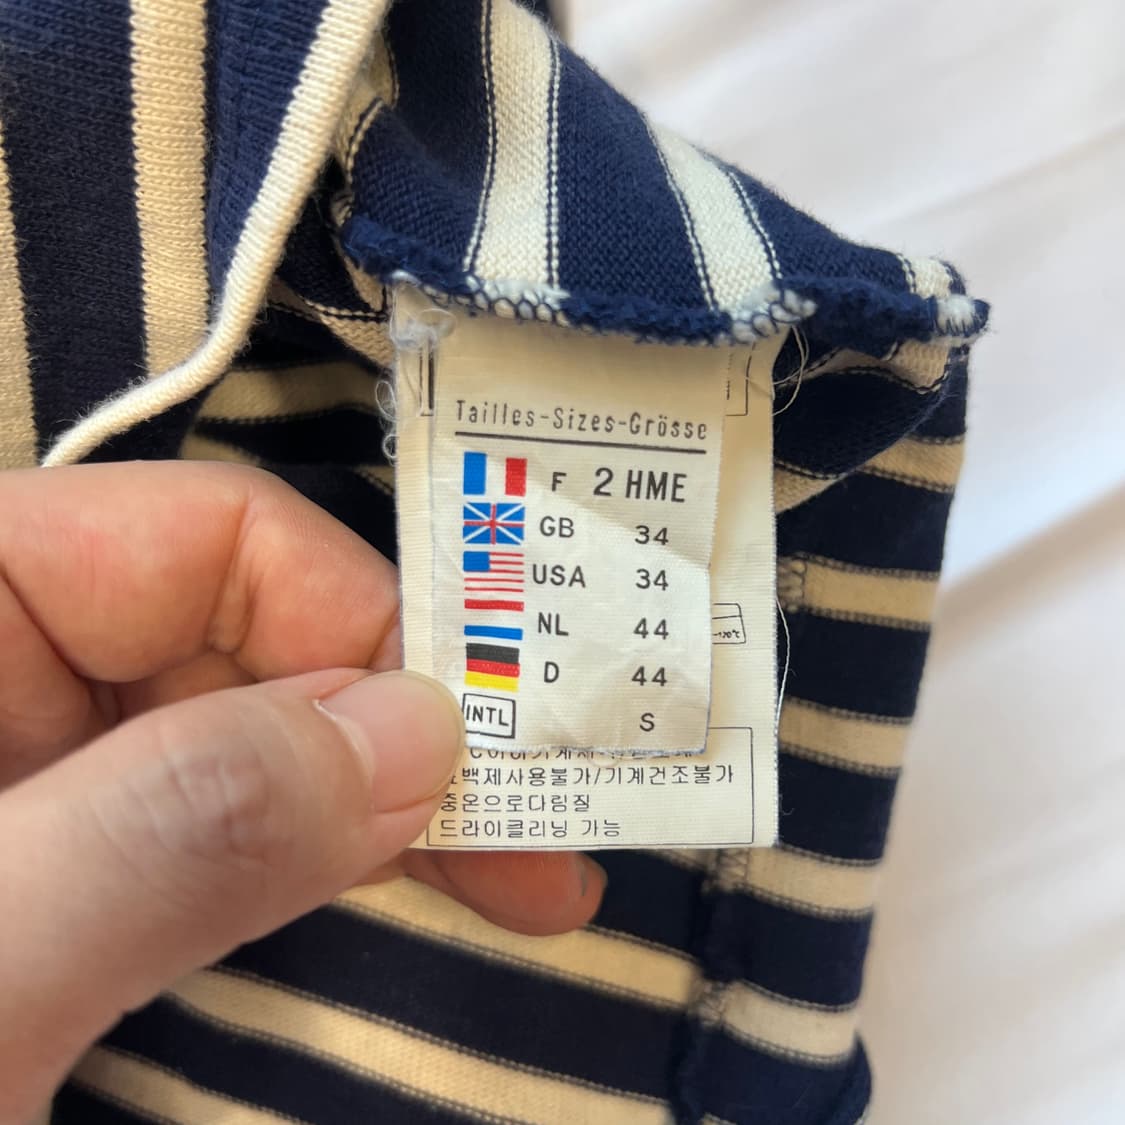 Tailles-Sizes-Grösse
F 2 HME
GB 34
USA 34
NL 44
D 44
INTL S
표백제사용불가/기계건조불가
중온으로다림질
드라이클리닝 가능